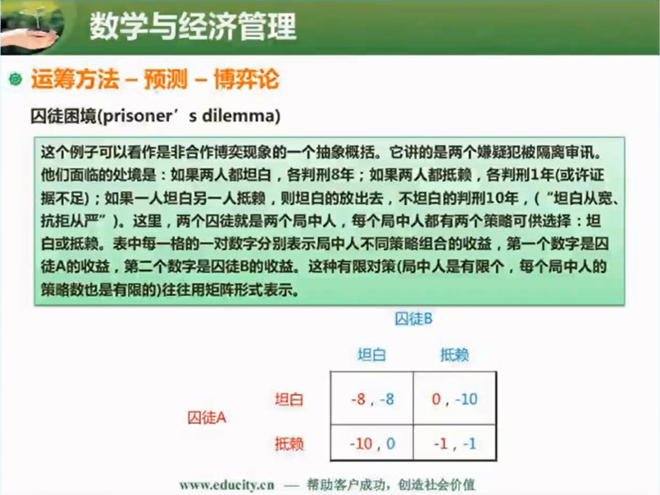 数学与经济管理
运筹方法 – 预测 – 博弈论
囚徒困境(prisoner’s dilemma)
这个例子可以看作是非合作博奕现象的一个抽象概括。它讲的是两个嫌疑犯被隔离审讯。
他们面临的处境是：如果两人都坦白，各判刑8年；如果两人都抵赖，各判刑1年(或许证
据不足)；如果一人坦白另一人抵赖，则坦白的放出去，不坦白的判刑10年，(“坦白从宽、
抗拒从严”)。这里，两个囚徒就是两个局中人，每个局中人都有两个策略可供选择：坦
白或抵赖。表中每一格的一对数字分别表示局中人不同策略组合的收益，第一个数字是囚
徒A的收益，第二个数字是囚徒B的收益。这种有限对策(局中人是有限个，每个局中人的
策略数也是有限的)往往用矩阵形式表示。
囚徒B
坦白 抵赖
坦白 -8，-8 0，-10
囚徒A
抵赖 -10，0 -1，-1
www.educity.cn — 帮助客户成功，创造社会价值